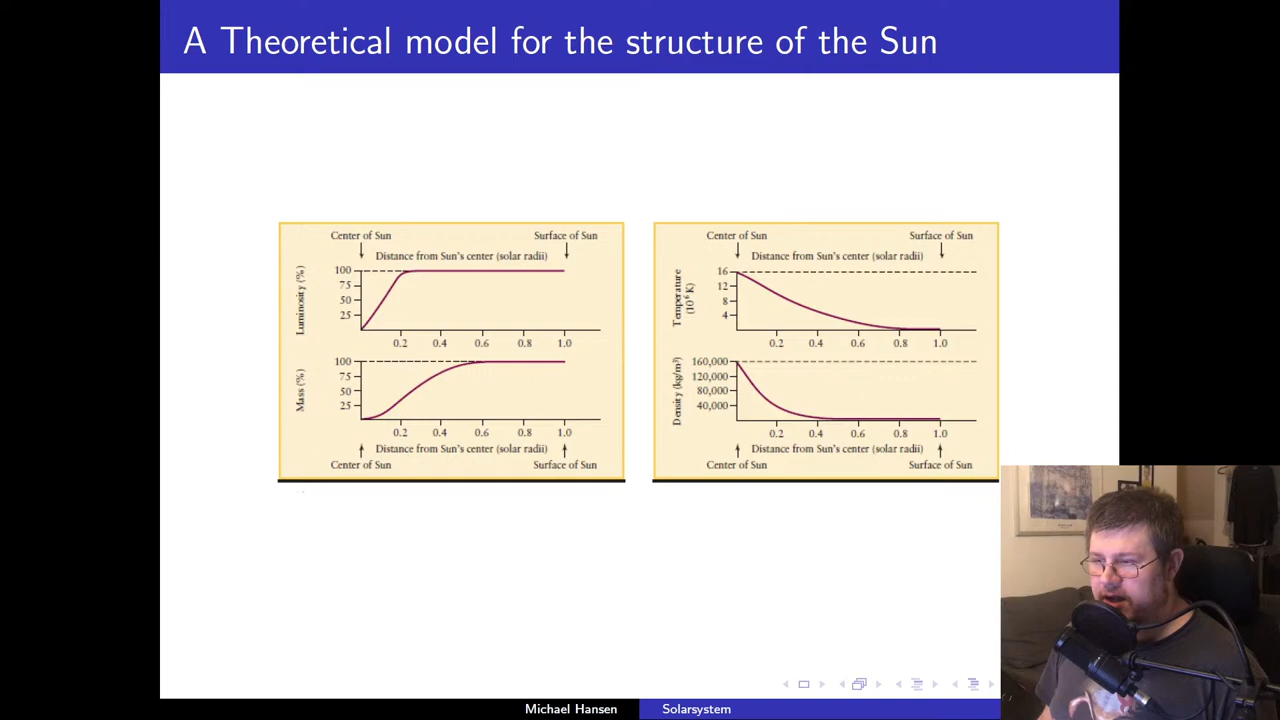 A Theoretical model for the structure of the Sun
Center of Sun
Surface of Sun
Distance from Sun's center (solar radii)
Luminosity (%)
100
75
50
25
0.2 0.4 0.6 0.8 1.0
Mass (%)
100
75
50
25
0.2 0.4 0.6 0.8 1.0
Distance from Sun's center (solar radii)
Center of Sun
Surface of Sun
Center of Sun
Surface of Sun
Distance from Sun's center (solar radii)
Temperature
(10⁶ K)
16
12
8
4
0.2 0.4 0.6 0.8 1.0
Density (kg/m³)
160,000
120,000
80,000
40,000
0.2 0.4 0.6 0.8 1.0
Distance from Sun's center (solar radii)
Center of Sun
Surface of Sun
Michael Hansen
Solarsystem